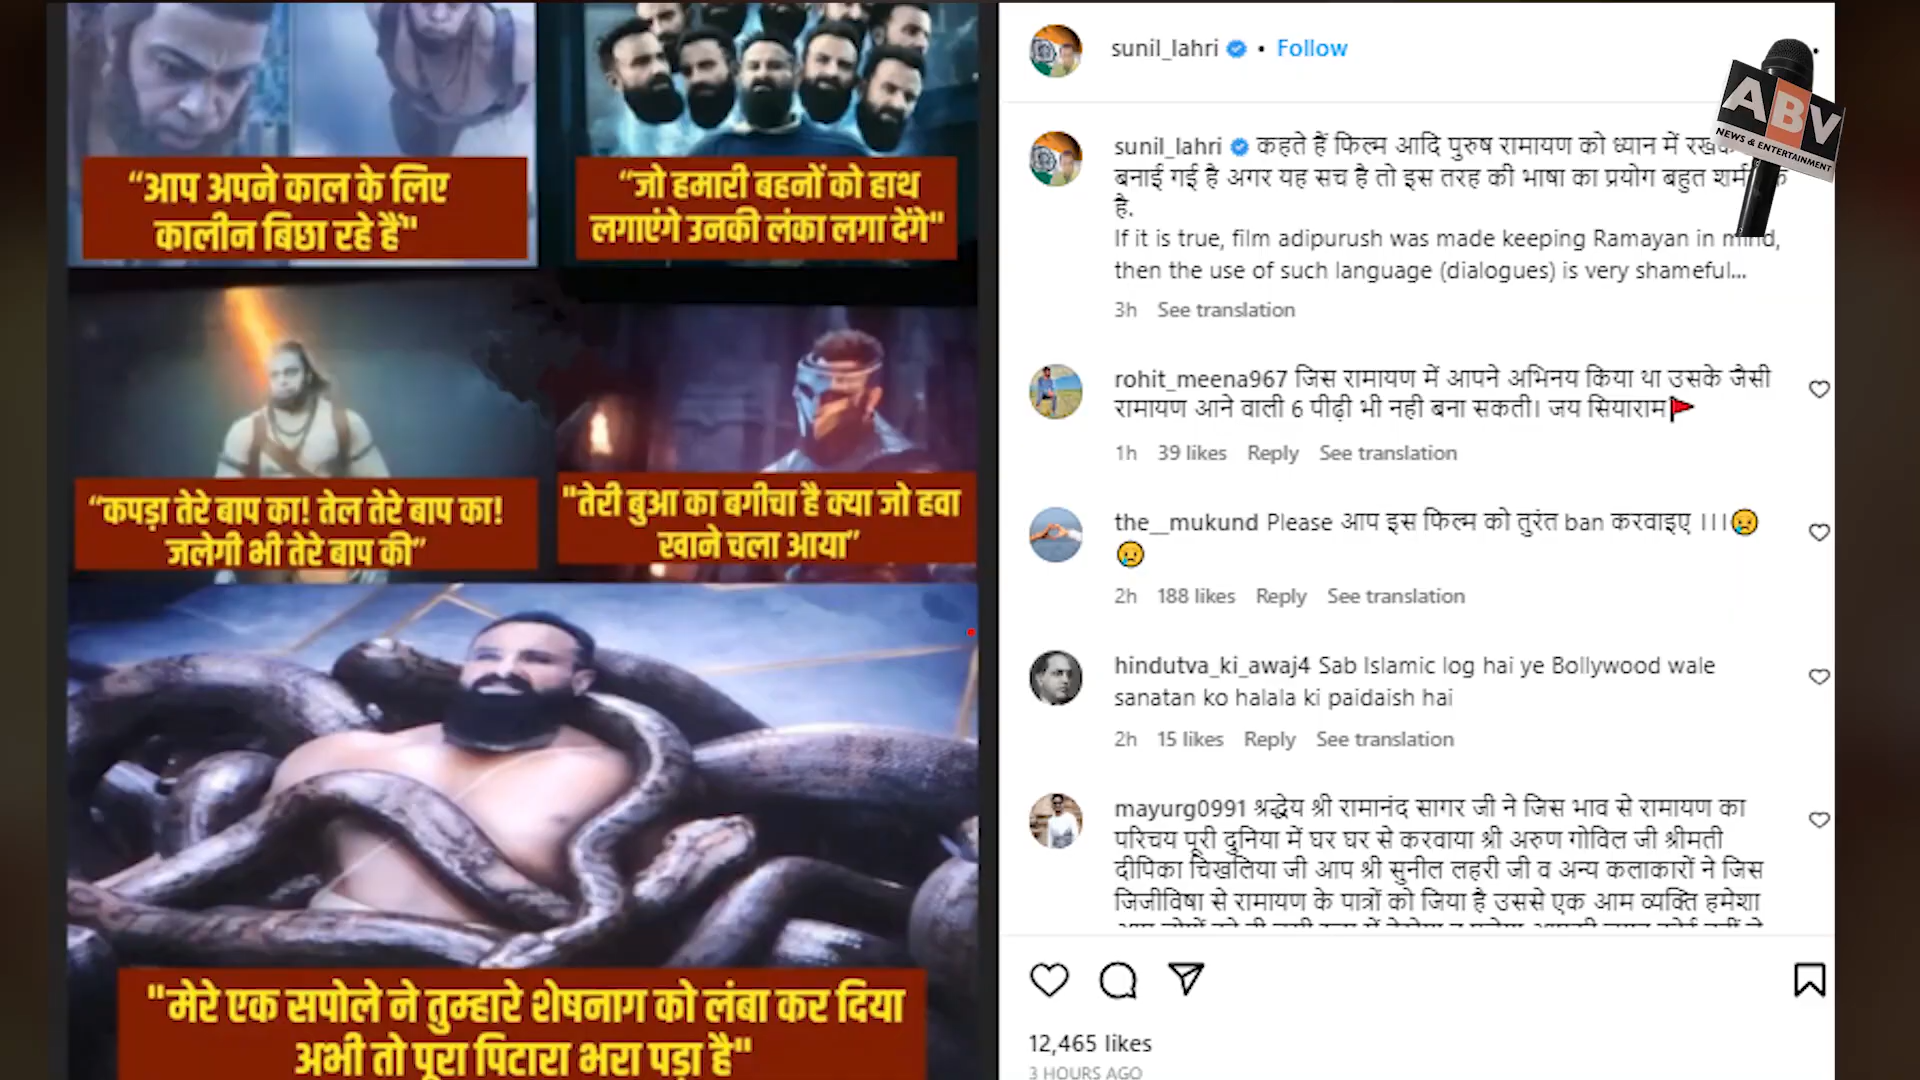 “आप अपने काल के लिए
कालीन बिछा रहे हैं"
“जो हमारी बहनों को हाथ
लगाएंगे उनकी लंका लगा देंगे"
“कपड़ा तेरे बाप का! तेल तेरे बाप का!
जलेगी भी तेरे बाप की”
"तेरी बुआ का बगीचा है क्या जो हवा
खाने चला आया”
"मेरे एक सपोले ने तुम्हारे शेषनाग को लंबा कर दिया
अभी तो पूरा पिटारा भरा पड़ा है"
sunil_lahri • Follow
ABV
NEWS & ENTERTAINMENT
sunil_lahri कहते हैं फिल्म आदि पुरुष रामायण को ध्यान में
बनाई गई है अगर यह सच है तो इस तरह की भाषा का प्रयोग बहुत
है.
If it is true, film adipurush was made keeping Ramayan in mind,
then the use of such language (dialogues) is very shameful...
3h See translation
rohit_meena967 जिस रामायण में आपने अभिनय किया था उसके जैसी
रामायण आने वाली 6 पीढ़ी भी नही बना सकती। जय सियाराम🚩
1h 39 likes Reply See translation
the__mukund Please आप इस फिल्म को तुरंत ban करवाइए ।।।😢
😢
2h 188 likes Reply See translation
hindutva_ki_awaj4 Sab Islamic log hai ye Bollywood wale
sanatan ko halala ki paidaish hai
2h 15 likes Reply See translation
mayurg0991 श्रद्धेय श्री रामानंद सागर जी ने जिस भाव से रामायण का
परिचय पूरी दुनिया में घर घर से करवाया श्री अरुण गोविल जी श्रीमती
दीपिका चिखलिया जी आप श्री सुनील लहरी जी व अन्य कलाकारों ने जिस
जिजीविषा से रामायण के पात्रों को जिया है उससे एक आम व्यक्ति हमेशा
12,465 likes
3 HOURS AGO